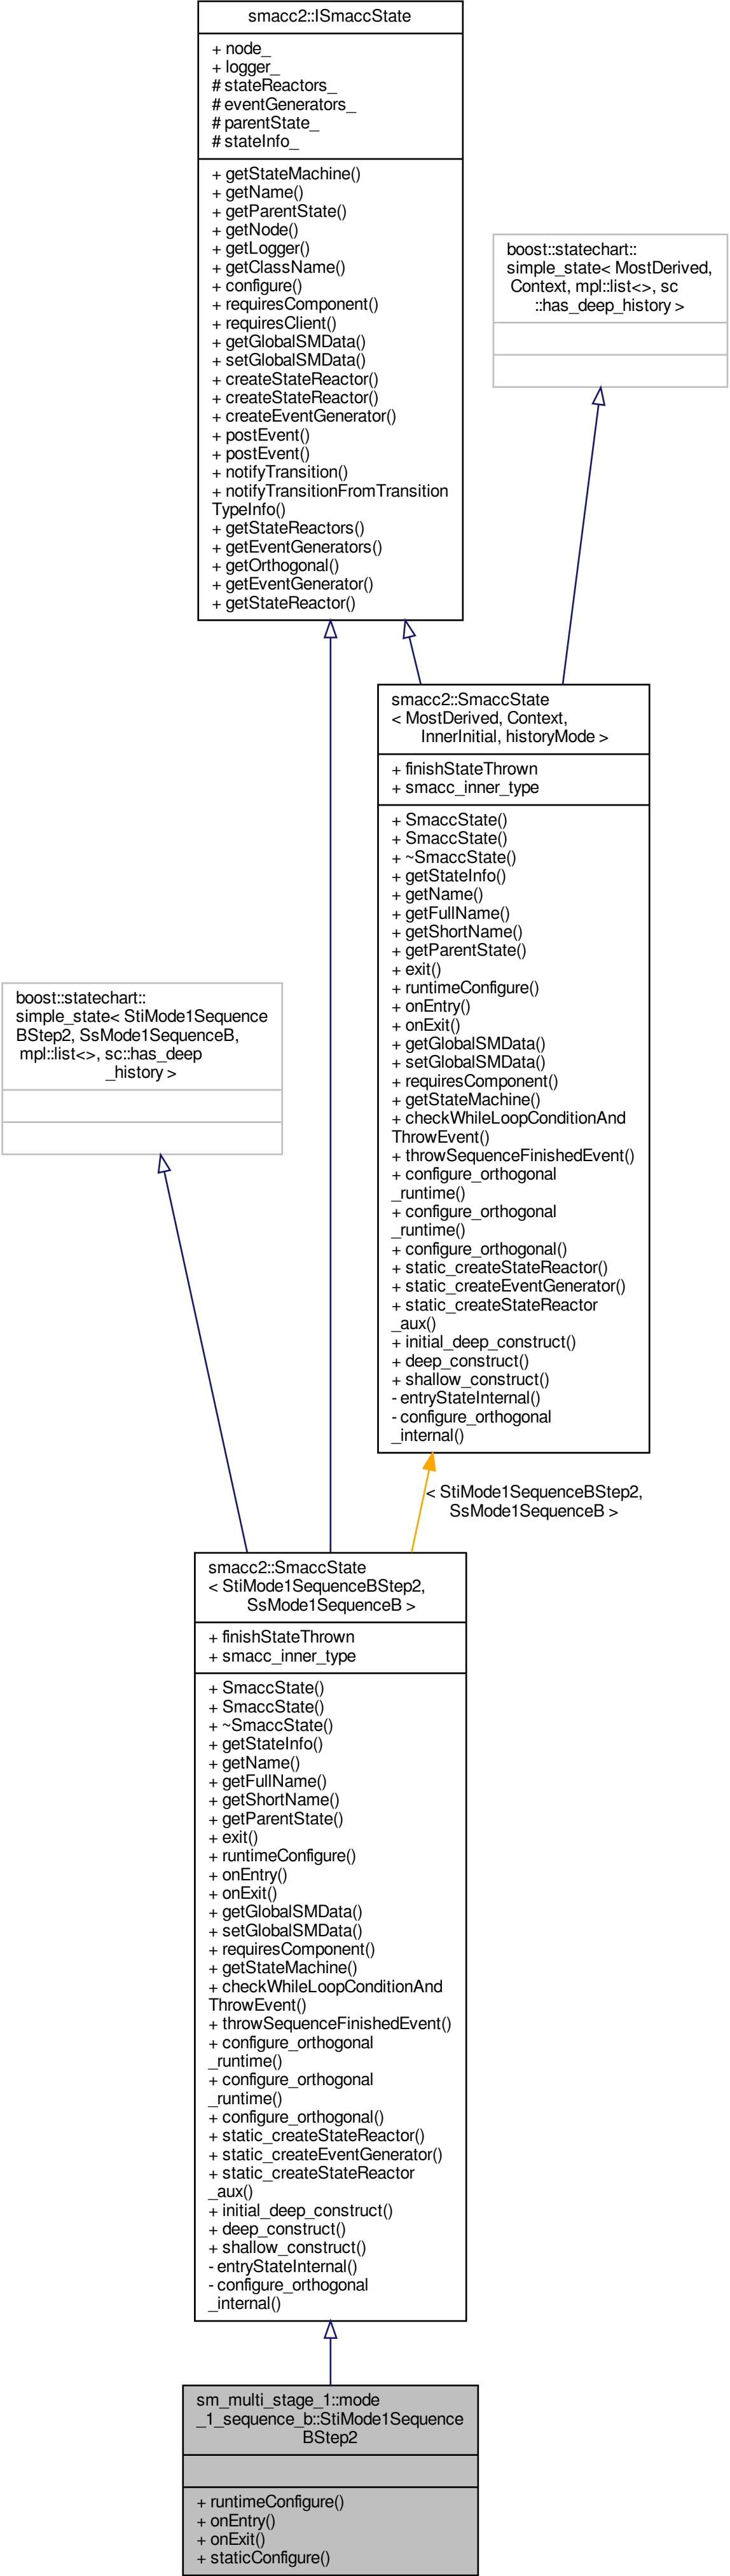 smacc2::ISmaccState
+ node_
+ logger_
# stateReactors_
# eventGenerators_
# parentState_
# stateInfo_
+ getStateMachine()
+ getName()
+ getParentState()
+ getNode()
+ getLogger()
+ getClassName()
+ configure()
+ requiresComponent()
+ requiresClient()
+ getGlobalSMData()
+ setGlobalSMData()
+ createStateReactor()
+ createStateReactor()
+ createEventGenerator()
+ postEvent()
+ postEvent()
+ notifyTransition()
+ notifyTransitionFromTransition
TypeInfo()
+ getStateReactors()
+ getEventGenerators()
+ getOrthogonal()
+ getEventGenerator()
+ getStateReactor()
boost::statechart::
simple_state< MostDerived,
Context, mpl::list<>, sc
::has_deep_history >
smacc2::SmaccState
< MostDerived, Context,
InnerInitial, historyMode >
+ finishStateThrown
+ smacc_inner_type
+ SmaccState()
+ SmaccState()
+ ~SmaccState()
+ getStateInfo()
+ getName()
+ getFullName()
+ getShortName()
+ getParentState()
+ exit()
+ runtimeConfigure()
+ onEntry()
+ onExit()
+ getGlobalSMData()
+ setGlobalSMData()
+ requiresComponent()
+ getStateMachine()
+ checkWhileLoopConditionAnd
ThrowEvent()
+ throwSequenceFinishedEvent()
+ configure_orthogonal
_runtime()
+ configure_orthogonal
_runtime()
+ configure_orthogonal()
+ static_createStateReactor()
+ static_createEventGenerator()
+ static_createStateReactor
_aux()
+ initial_deep_construct()
+ deep_construct()
+ shallow_construct()
- entryStateInternal()
- configure_orthogonal
_internal()
boost::statechart::
simple_state< StiMode1Sequence
BStep2, SsMode1SequenceB,
mpl::list<>, sc::has_deep
_history >
< StiMode1SequenceBStep2,
SsMode1SequenceB >
smacc2::SmaccState
< StiMode1SequenceBStep2,
SsMode1SequenceB >
+ finishStateThrown
+ smacc_inner_type
+ SmaccState()
+ SmaccState()
+ ~SmaccState()
+ getStateInfo()
+ getName()
+ getFullName()
+ getShortName()
+ getParentState()
+ exit()
+ runtimeConfigure()
+ onEntry()
+ onExit()
+ getGlobalSMData()
+ setGlobalSMData()
+ requiresComponent()
+ getStateMachine()
+ checkWhileLoopConditionAnd
ThrowEvent()
+ throwSequenceFinishedEvent()
+ configure_orthogonal
_runtime()
+ configure_orthogonal
_runtime()
+ configure_orthogonal()
+ static_createStateReactor()
+ static_createEventGenerator()
+ static_createStateReactor
_aux()
+ initial_deep_construct()
+ deep_construct()
+ shallow_construct()
- entryStateInternal()
- configure_orthogonal
_internal()
sm_multi_stage_1::mode
_1_sequence_b::StiMode1Sequence
BStep2
+ runtimeConfigure()
+ onEntry()
+ onExit()
+ staticConfigure()